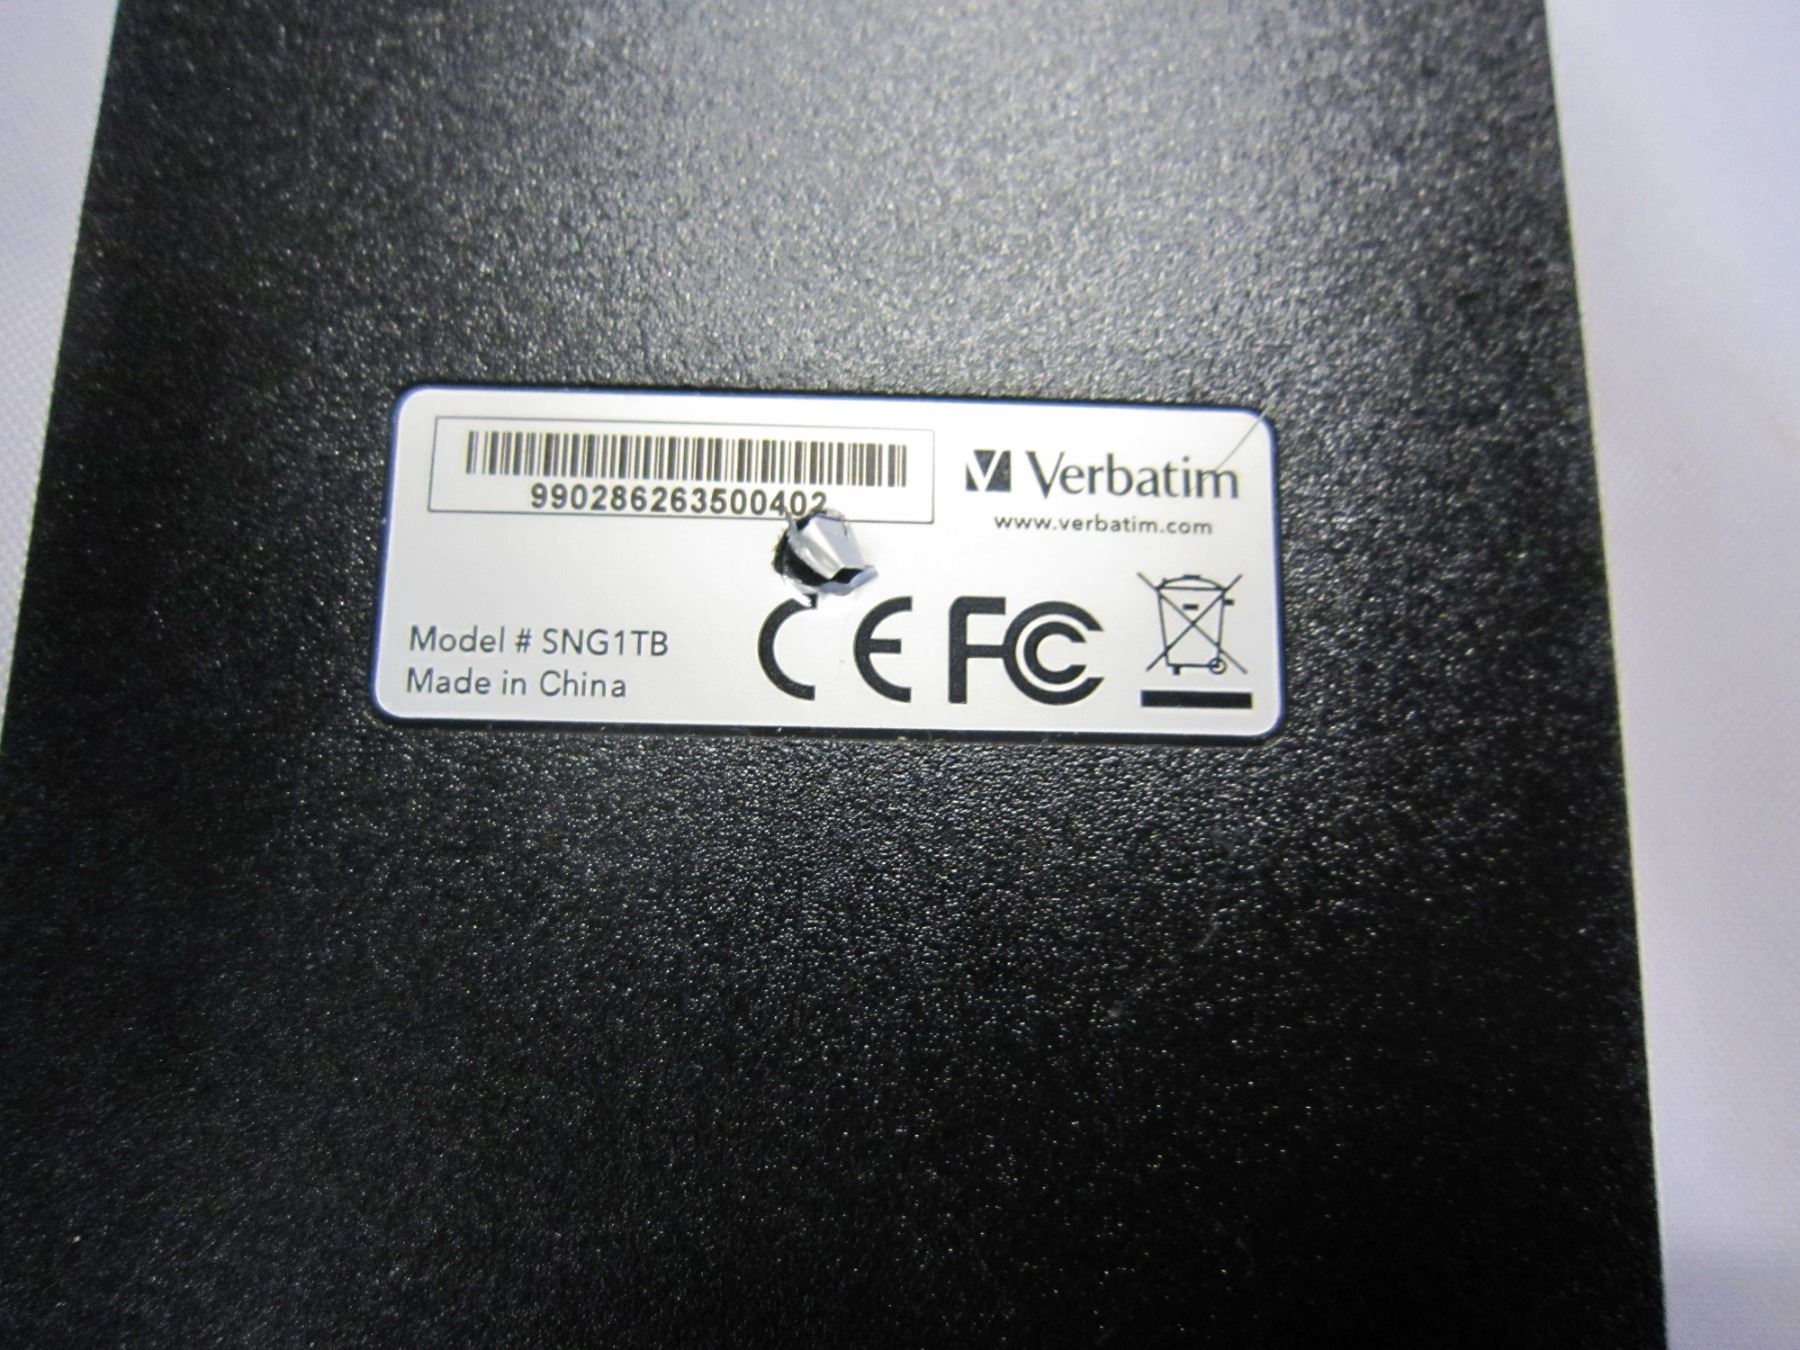 990286263500402
Verbatim
www.verbatim.com
Model # SNG1TB
Made in China
CE FC